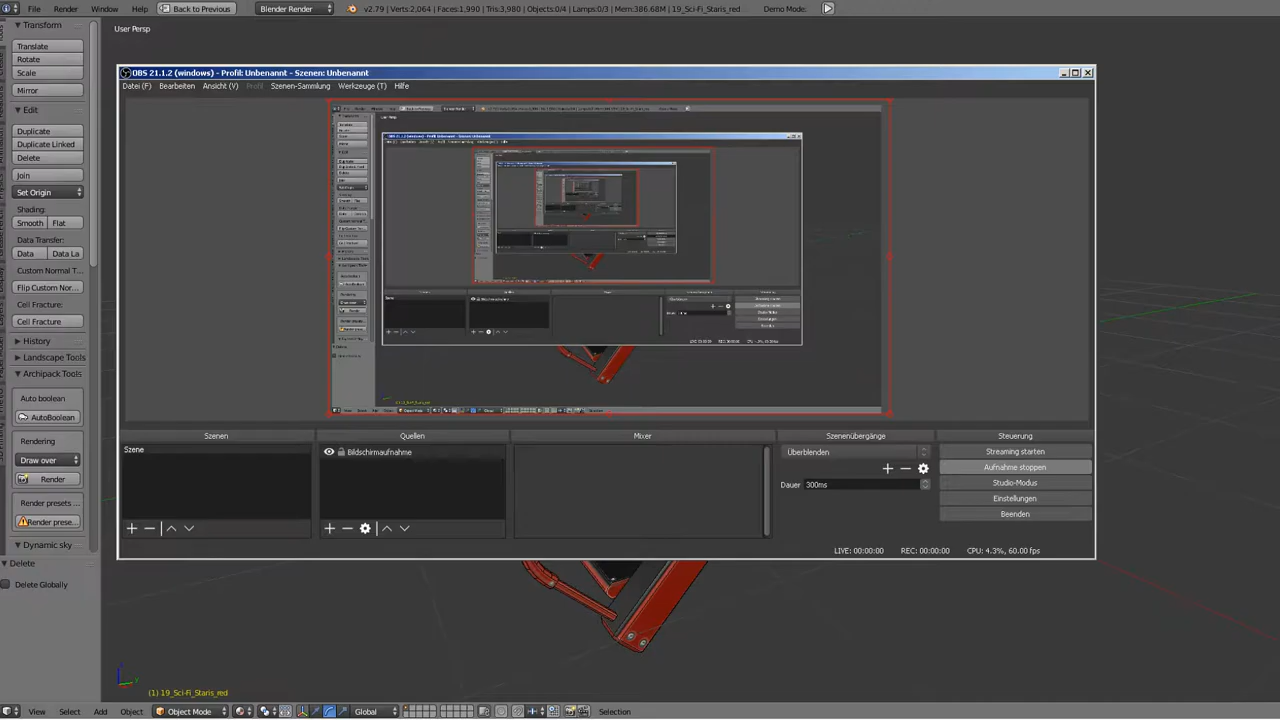 File Render Window Help Back to Previous Blender Render v2.79 | Verts:2,064 | Faces:1,990 | Tris:3,980 | Objects:0/4 | Lamps:0/3 | Mem:386.68M | 19_Sci-Fi_Staris_red Demo Mode:
Transform
Translate
Rotate
Scale
Mirror
Edit
Duplicate
Duplicate Linked
Delete
Join
Set Origin
Shading:
Smooth Flat
Data Transfer:
Data Data La
Custom Normal T...
Flip Custom Nor...
Cell Fracture:
Cell Fracture
History
Landscape Tools
Archipack Tools
Auto boolean
AutoBoolean
Rendering
Draw over
Render
Render presets ...
Render prese...
Dynamic sky
Delete
Delete Globally
User Persp
OBS 21.1.2 (windows) - Profil: Unbenannt - Szenen: Unbenannt
Datei (F) Bearbeiten Ansicht (V) Profil Szenen-Sammlung Werkzeuge (T) Hilfe
Szenen
Szene
Quellen
Bildschirmaufnahme
Mixer
Szenenübergänge
Überblenden
Dauer 300ms
Steuerung
Streaming starten
Aufnahme stoppen
Studio-Modus
Einstellungen
Beenden
LIVE: 00:00:00 REC: 00:00:00 CPU: 4.3%, 60.00 fps
(1) 19_Sci-Fi_Staris_red
View Select Add Object Object Mode Global Selection